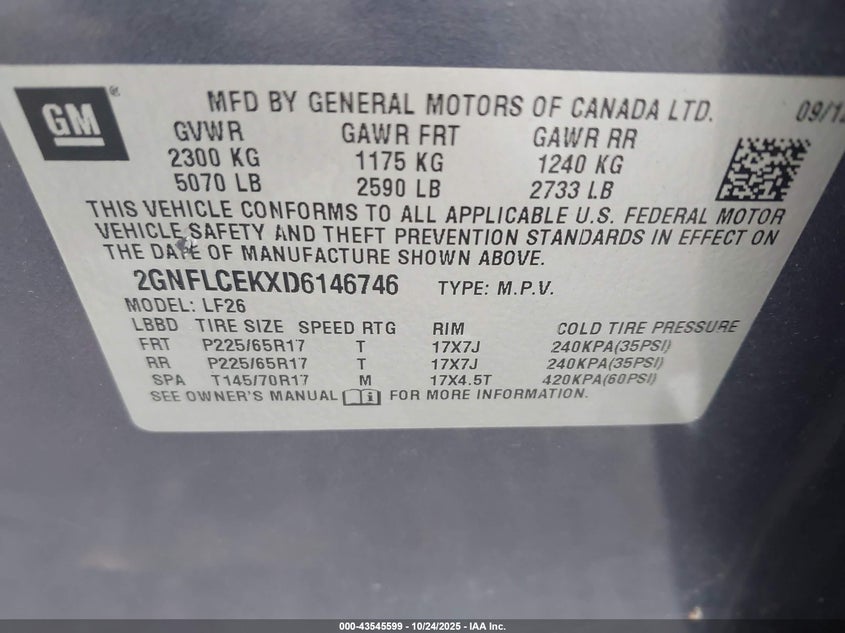 GM ®
MFD BY GENERAL MOTORS OF CANADA LTD. 09/12
GVWR GAWR FRT GAWR RR
2300 KG 1175 KG 1240 KG
5070 LB 2590 LB 2733 LB
THIS VEHICLE CONFORMS TO ALL APPLICABLE U.S. FEDERAL MOTOR
VEHICLE SAFETY AND THEFT PREVENTION STANDARDS IN EFFECT ON
THE DATE OF MANUFACTURE SHOWN ABOVE.
2GNFLCEKXD6146746 TYPE: M.P.V.
MODEL: LF26
LBBD TIRE SIZE SPEED RTG RIM COLD TIRE PRESSURE
FRT P225/65R17 T 17X7J 240KPA(35PSI)
RR P225/65R17 T 17X7J 240KPA(35PSI)
SPA T145/70R17 M 17X4.5T 420KPA(60PSI)
SEE OWNER'S MANUAL i FOR MORE INFORMATION.
000-43545599 - 10/24/2025 - IAA Inc.